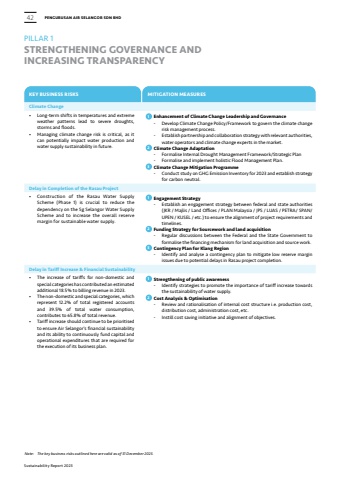 42 PENGURUSAN AIR SELANGOR SDN BHD
PILLAR 1
STRENGTHENING GOVERNANCE AND
INCREASING TRANSPARENCY
KEY BUSINESS RISKS
MITIGATION MEASURES
Climate Change
• Long-term shifts in temperatures and extreme
weather patterns lead to severe droughts,
storms and floods.
• Managing climate change risk is critical, as it
can potentially impact water production and
water supply sustainability in future.
1 Enhancement of Climate Change Leadership and Governance
- Develop Climate Change Policy/Framework to govern the climate change
risk management process.
- Establish partnership and collaboration strategy with relevant authorities,
water operators and climate change experts in the market.
2 Climate Change Adaptation
- Formalise Internal Drought Management Framework/Strategic Plan
- Formalise and implement holistic Flood Management Plan.
3 Climate Change Mitigation Programme
- Conduct study on GHG Emission Inventory for 2023 and establish strategy
for carbon neutral.
Delay in Completion of the Rasau Project
• Construction of the Rasau Water Supply
Scheme (Phase 1) is crucial to reduce the
dependency on the Sg Selangor Water Supply
Scheme and to increase the overall reserve
margin for sustainable water supply.
1 Engagement Strategy
- Establish an engagement strategy between federal and state authorities
(JKR / Majlis / Land Offices / PLAN Malaysia / JPS / LUAS / PETRA/ SPAN/
UPEN / KUSEL / etc.) to ensure the alignment of project requirements and
timelines.
2 Funding Strategy for Sourcework and land acquisition
- Regular discussions between the Federal and the State Government to
formalise the financing mechanism for land acquisition and source work.
3 Contingency Plan for Klang Region
- Identify and analyse a contingency plan to mitigate low reserve margin
issues due to potential delays in Rasau project completion.
Delay in Tariff Increase & Financial Sustainability
• The increase of tariffs for non-domestic and
special categories has contributed an estimated
additional 18.5% to billing revenue in 2023.
• The non-domestic and special categories, which
represent 12.2% of total registered accounts
and 39.5% of total water consumption,
contributes to 65.8% of total revenue.
• Tariff increase should continue to be prioritised
to ensure Air Selangor's financial sustainability
and its ability to continuously fund capital and
operational expenditures that are required for
the execution of its business plan.
1 Strengthening of public awareness
- Identify strategies to promote the importance of tariff increase towards
the sustainability of water supply.
2 Cost Analysis & Optimisation
- Review and rationalisation of internal cost structure i.e. production cost,
distribution cost, administration cost, etc.
- Instill cost saving initiative and alignment of objectives.
Note: The key business risks outlined here are valid as of 31 December 2023
Sustainability Report 2023